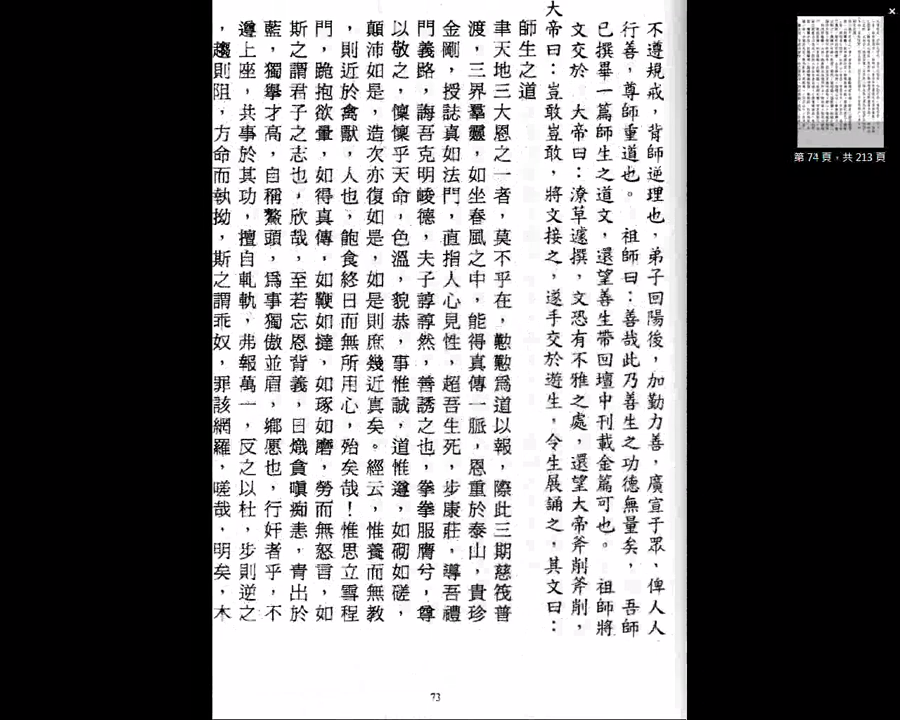 不遵規戒，背師逆理也，弟子回陽後，加勤力善，廣宣子眾，俾人人
行善，尊師重道也。　祖師曰：善哉此乃善生之功德無量矣，　吾師
已撰畢一篇師生之道文，還望善生帶回壇中刊載金篇可也。　祖師將
文交於　大帝曰：潦草遽撰，文恐有不雅之處，還望大帝斧削斧削，
大帝曰：豈敢豈敢，將文接之，遂手交於遊生，令生展誦之，其文曰：
師生之道
聿天地三大恩之一者，莫不乎在，懃懃為道以報，際此三期慈筏普
渡，三界羣靈，如坐春風之中，能得真傳一脈，恩重於泰山，貴珍
金剛，授誌真如法門，直指人心見性，超吾生死，步康莊，導吾禮
門義路，誨吾克明峻德，夫子諄諄然，善誘之也，拳拳服膺兮，尊
以敬之，懍懍乎天命，色溫，貌恭，事惟誠，道惟遵，如砌如磋，
顛沛如是，造次亦復如是，如是則庶幾近真矣。經云，惟養而無教
，則近於禽獸，人也，飽食終日而無所用心，殆矣哉！惟思立雪程
門，跪抱欲暈，如得真傳，如鞭如撻，如琢如磨，勞而無怒言，如
斯之謂君子之志也，欣哉，至若忘恩背義，目熾貪嗔痴恚，青出於
藍，獨擧才高，自稱鰲頭，為事獨傲並眉，鄉愿也，行奸者乎，不
遵上座，共事於其功，擅自軋執，弗報萬一，反之以杜，步則逆之
，趨則阻，方命而執拗，斯之謂乖奴，罪該網羅，嗟哉，明矣，木
73
第 74 頁，共 213 頁